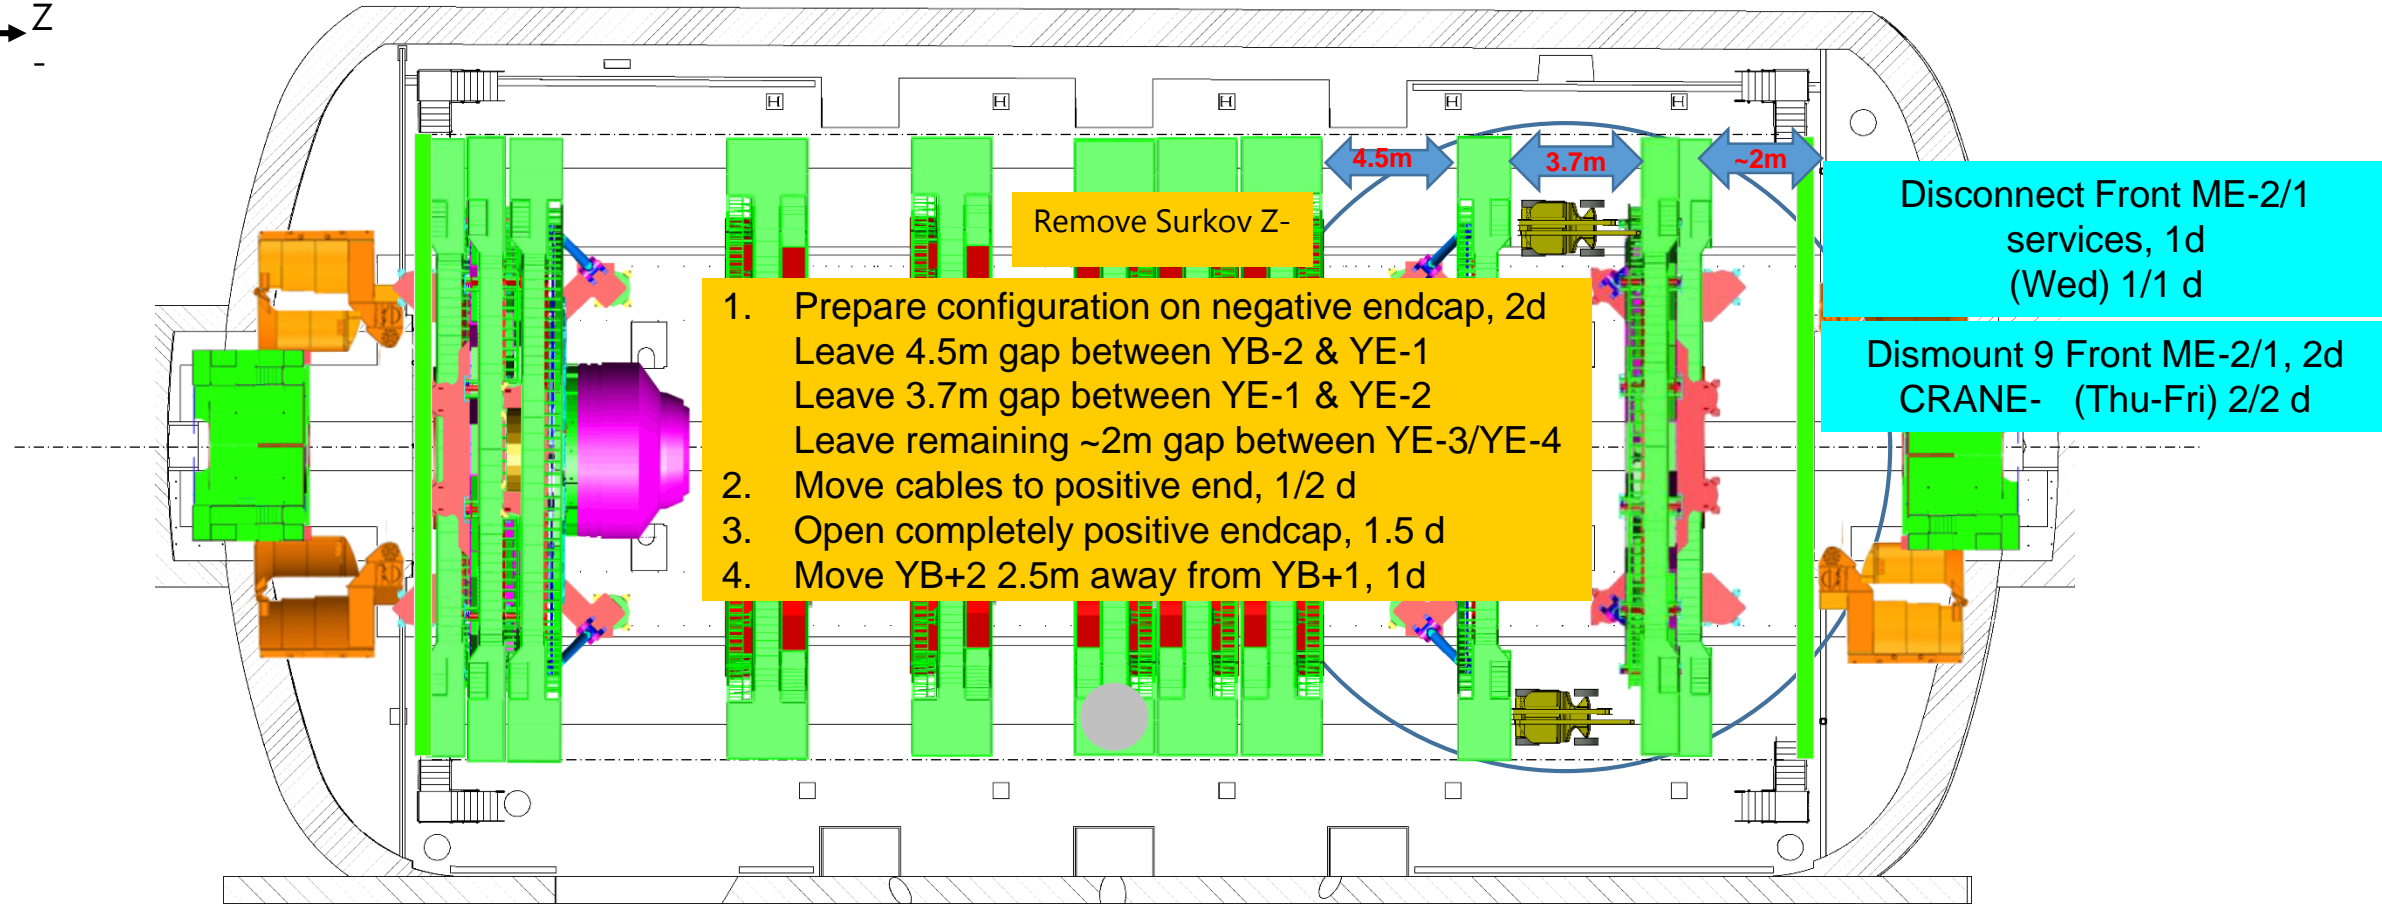 Z
-
4.5m
3.7m
~2m
Remove Surkov Z-
Disconnect Front ME-2/1
services, 1d
(Wed) 1/1 d
1. Prepare configuration on negative endcap, 2d
Leave 4.5m gap between YB-2 & YE-1
Leave 3.7m gap between YE-1 & YE-2
Leave remaining ~2m gap between YE-3/YE-4
2. Move cables to positive end, 1/2 d
3. Open completely positive endcap, 1.5 d
4. Move YB+2 2.5m away from YB+1, 1d
Dismount 9 Front ME-2/1, 2d
CRANE- (Thu-Fri) 2/2 d